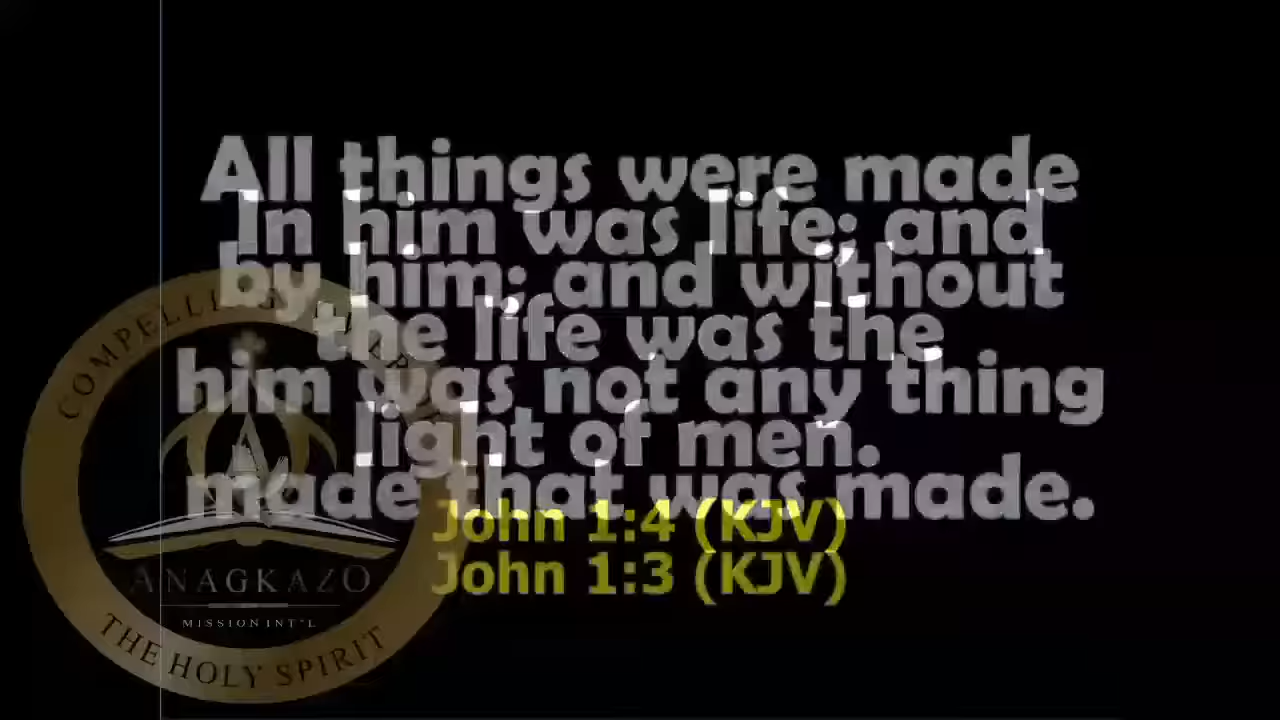 All things were made
In him was life; and
by him; and without
the life was the
him was not any thing
light of men.
made that was made.
John 1:4 (KJV)
John 1:3 (KJV)
ANAGKAZO
MISSION INT'L
THE HOLY SPIRIT